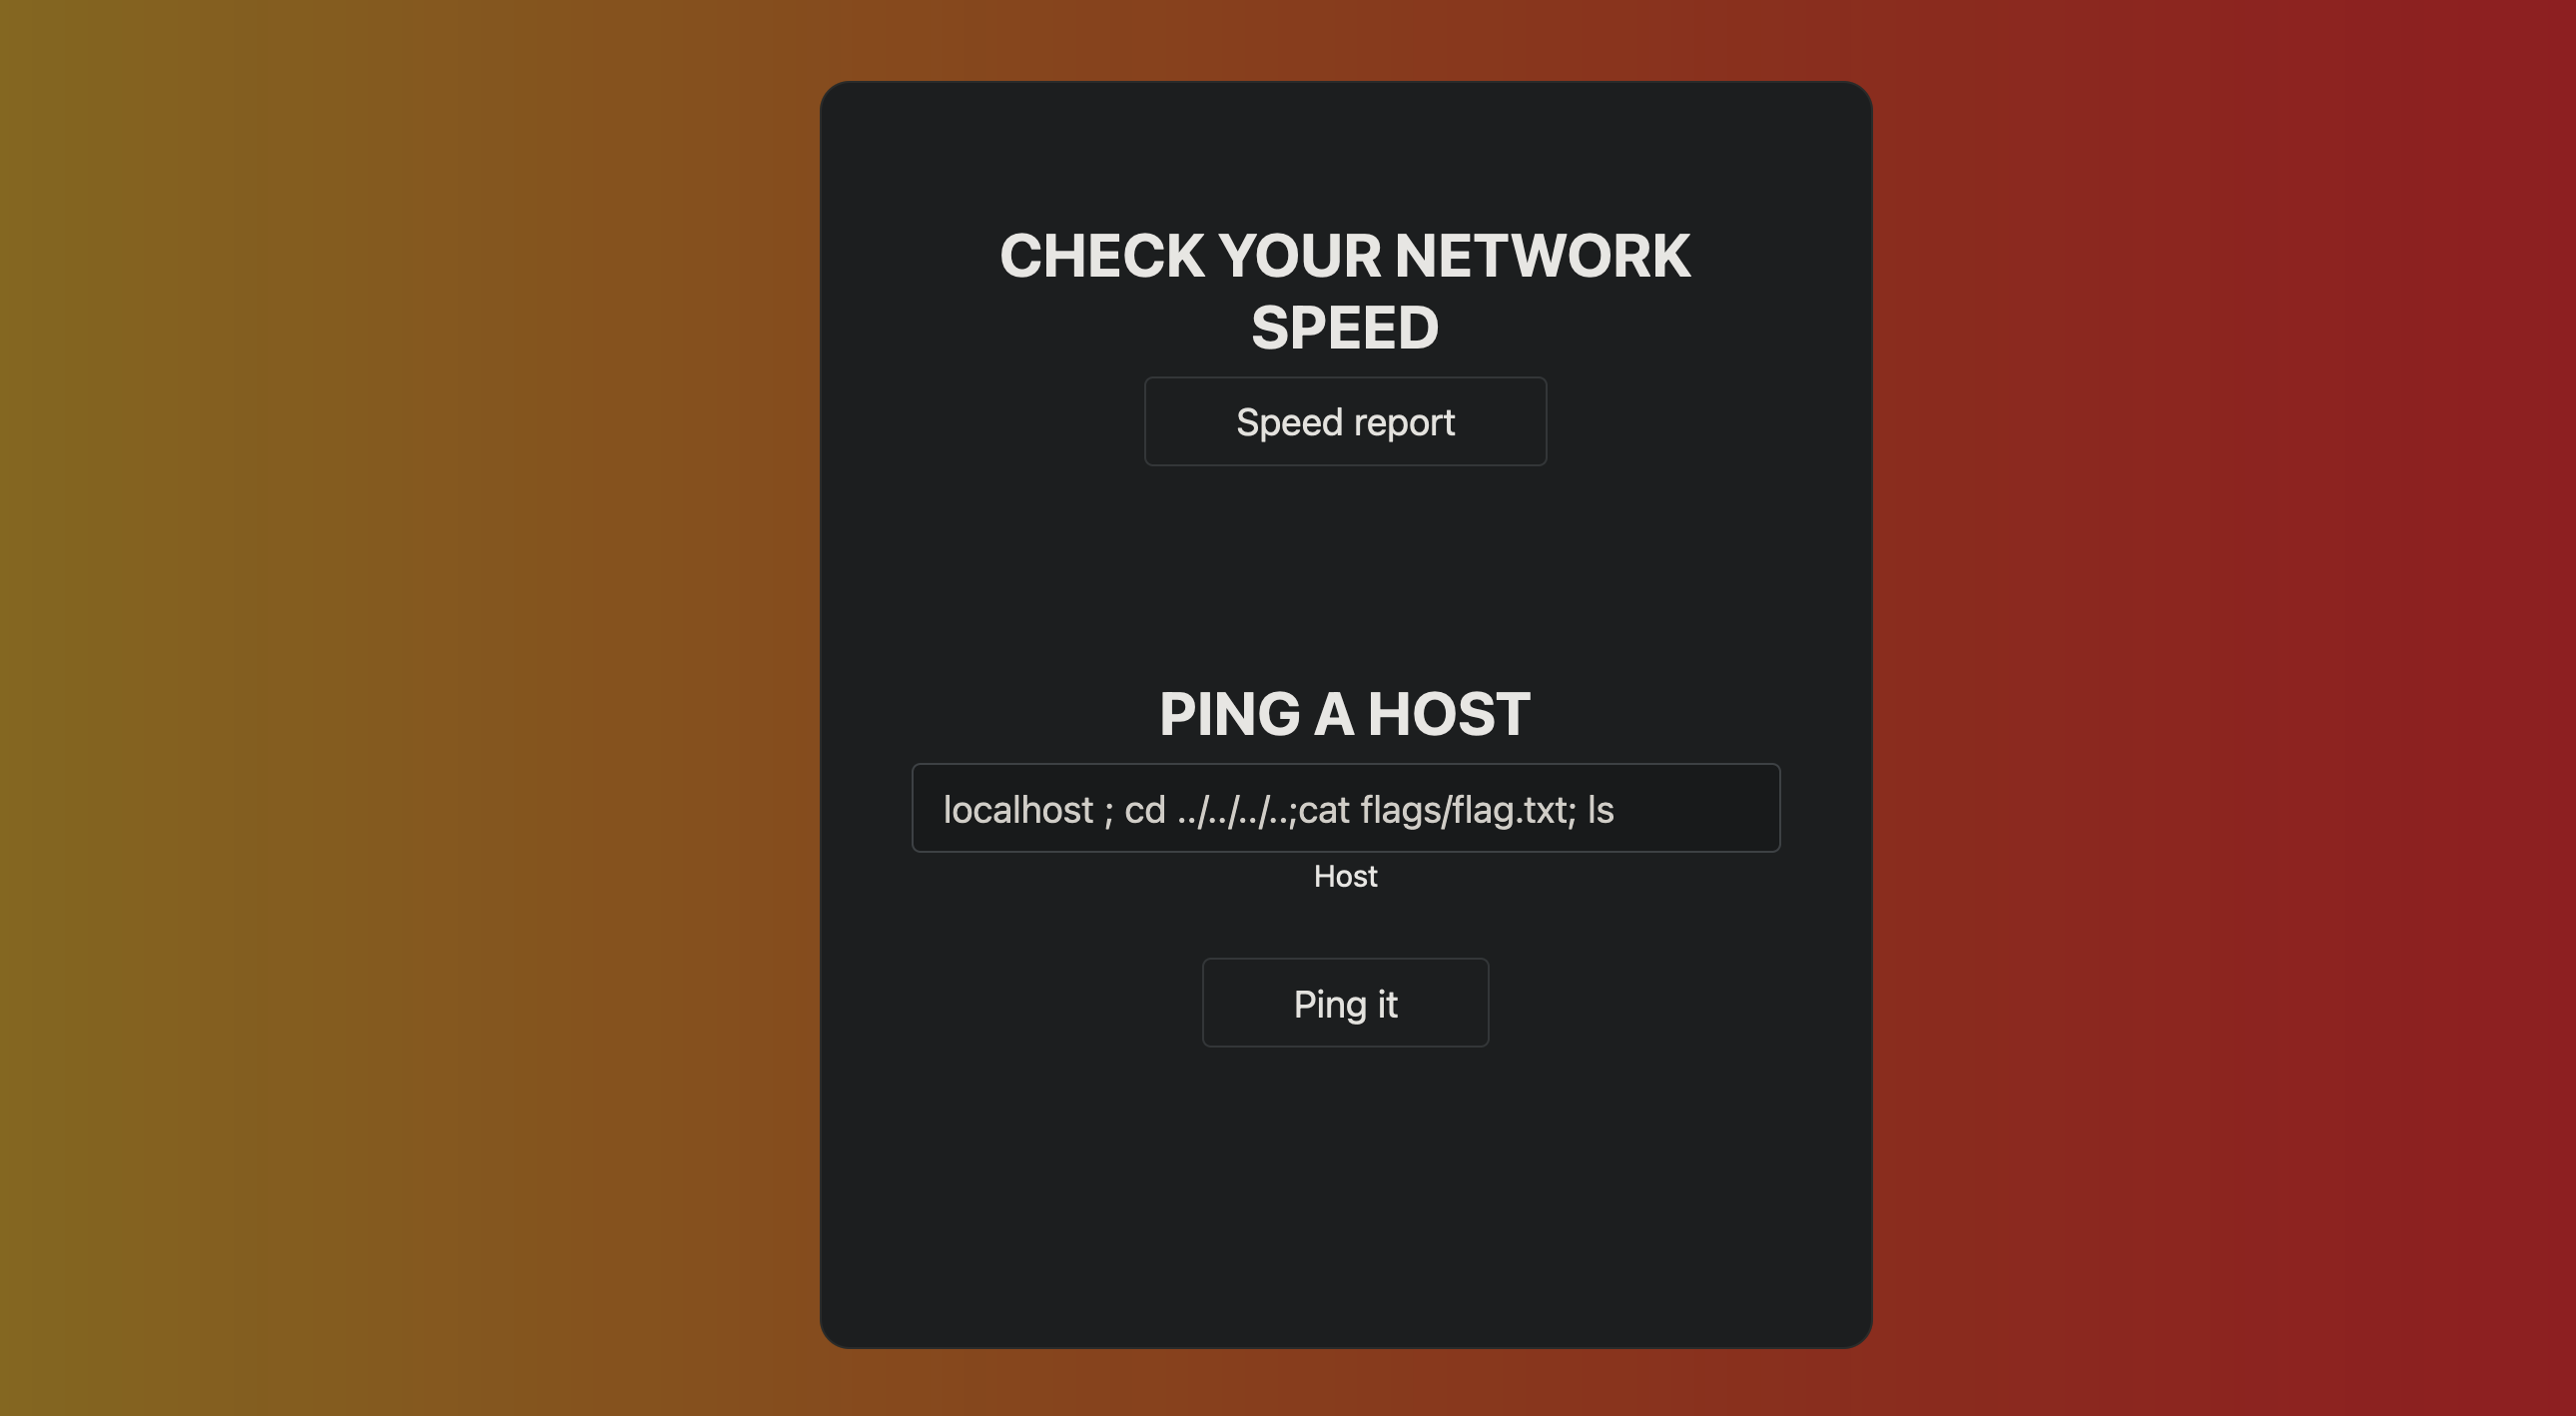 CHECK YOUR NETWORK
SPEED
Speed report
PING A HOST
localhost ; cd ../../../..;cat flags/flag.txt; ls
Host
Ping it